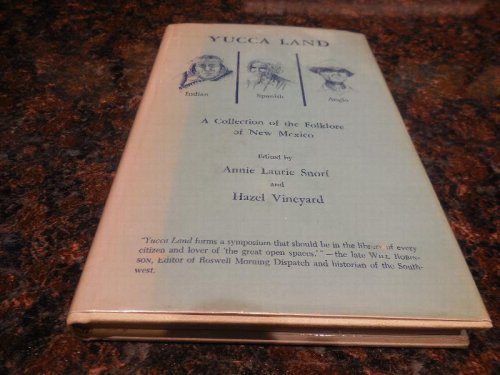 YUCCA LAND
Indian
Spanish
Anglo
A Collection of the Folklore
of New Mexico
Edited by
Annie Laurie Snorf
and
Hazel Vineyard
"Yucca Land forms a symposium that should be in the library of every
citizen and lover of 'the great open spaces.'" — the late WILL ROBIN-
SON, Editor of Roswell Morning Dispatch and historian of the South-
west.